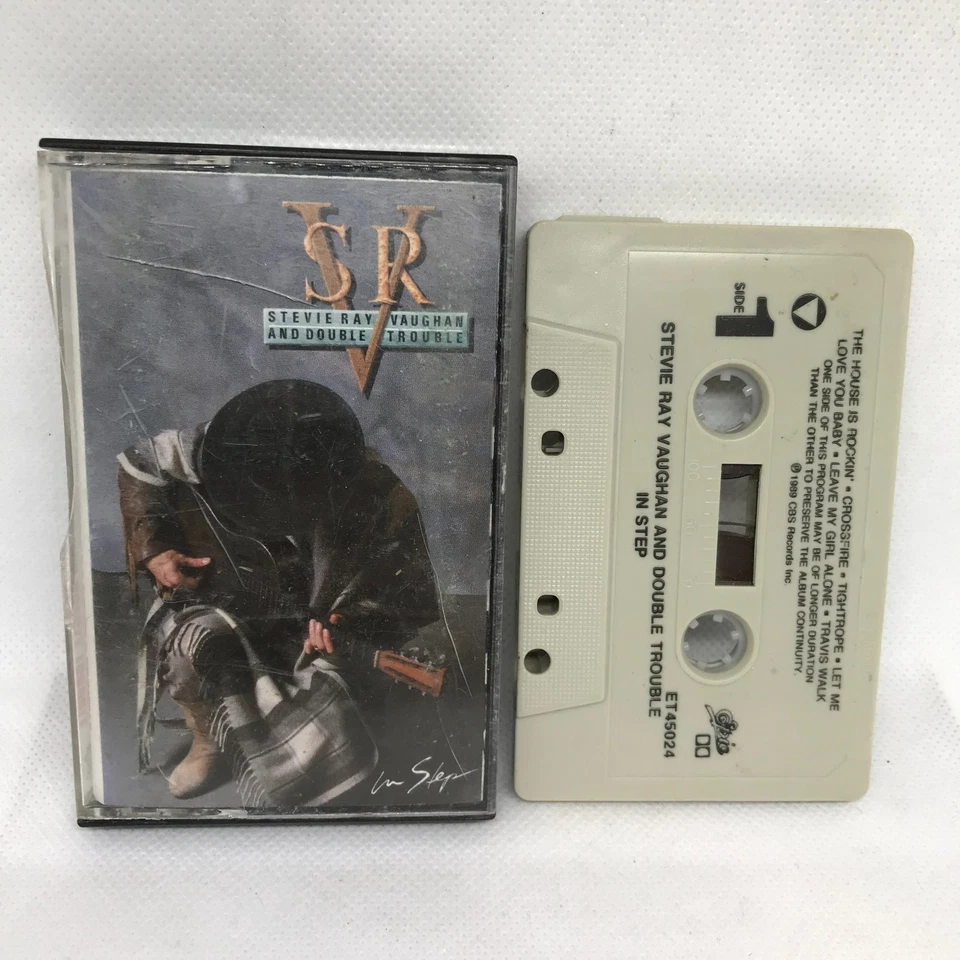 SRV
STEVIE RAY VAUGHAN
AND DOUBLE TROUBLE
In Step
SIDE 1
THE HOUSE IS ROCKIN' ▪ CROSSFIRE ▪ TIGHTROPE ▪ LET ME
LOVE YOU BABY ▪ LEAVE MY GIRL ALONE ▪ TRAVIS WALK
ONE SIDE OF THIS PROGRAM MAY BE OF LONGER DURATION
THAN THE OTHER TO PRESERVE THE ALBUM CONTINUITY.
℗1989 CBS Records Inc.
STEVIE RAY VAUGHAN AND DOUBLE TROUBLE
IN STEP
ET45024
Epic